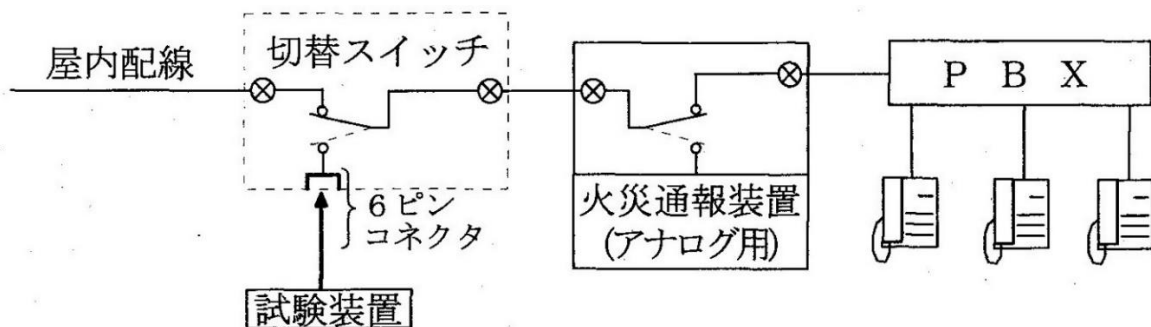 屋内配線
切替スイッチ
6ピン
コネクタ
試験装置
火災通報装置
(アナログ用)
P B X